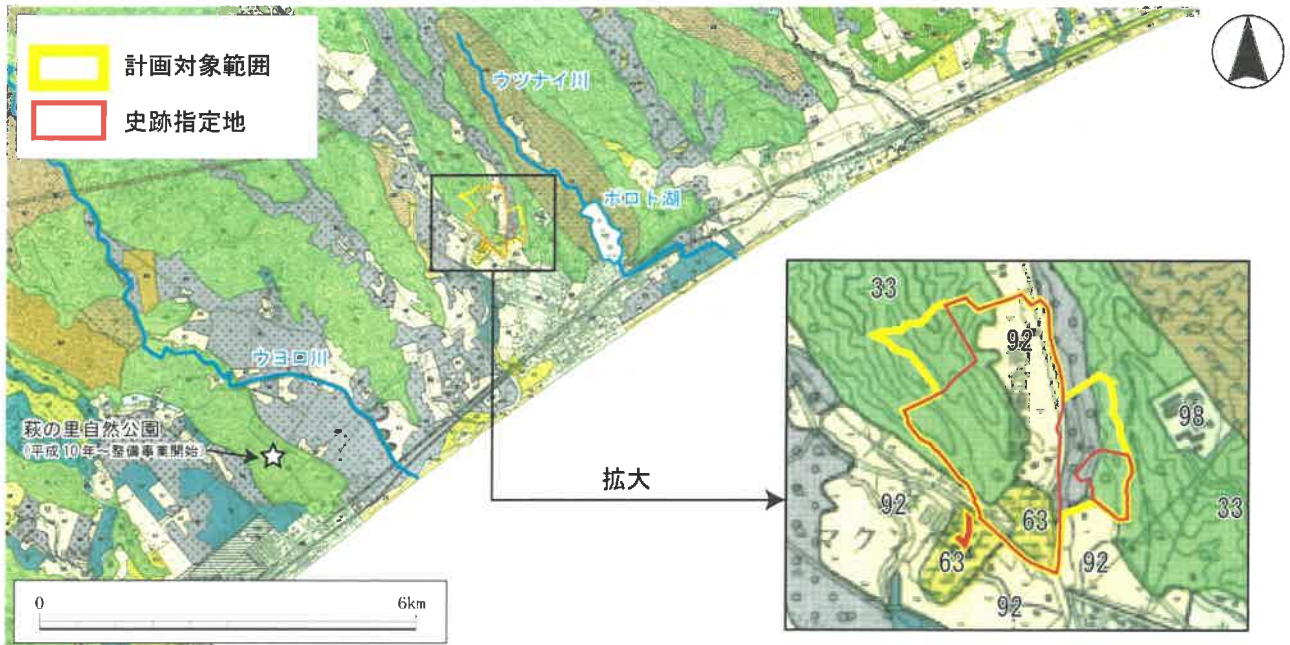 計画対象範囲
史跡指定地
ウツナイ川
ポロト湖
ウヨロ川
萩の里自然公園
(平成10年~整備事業開始)
拡大
33
92
98
33
92
63
63
92
92
マク
0
6km